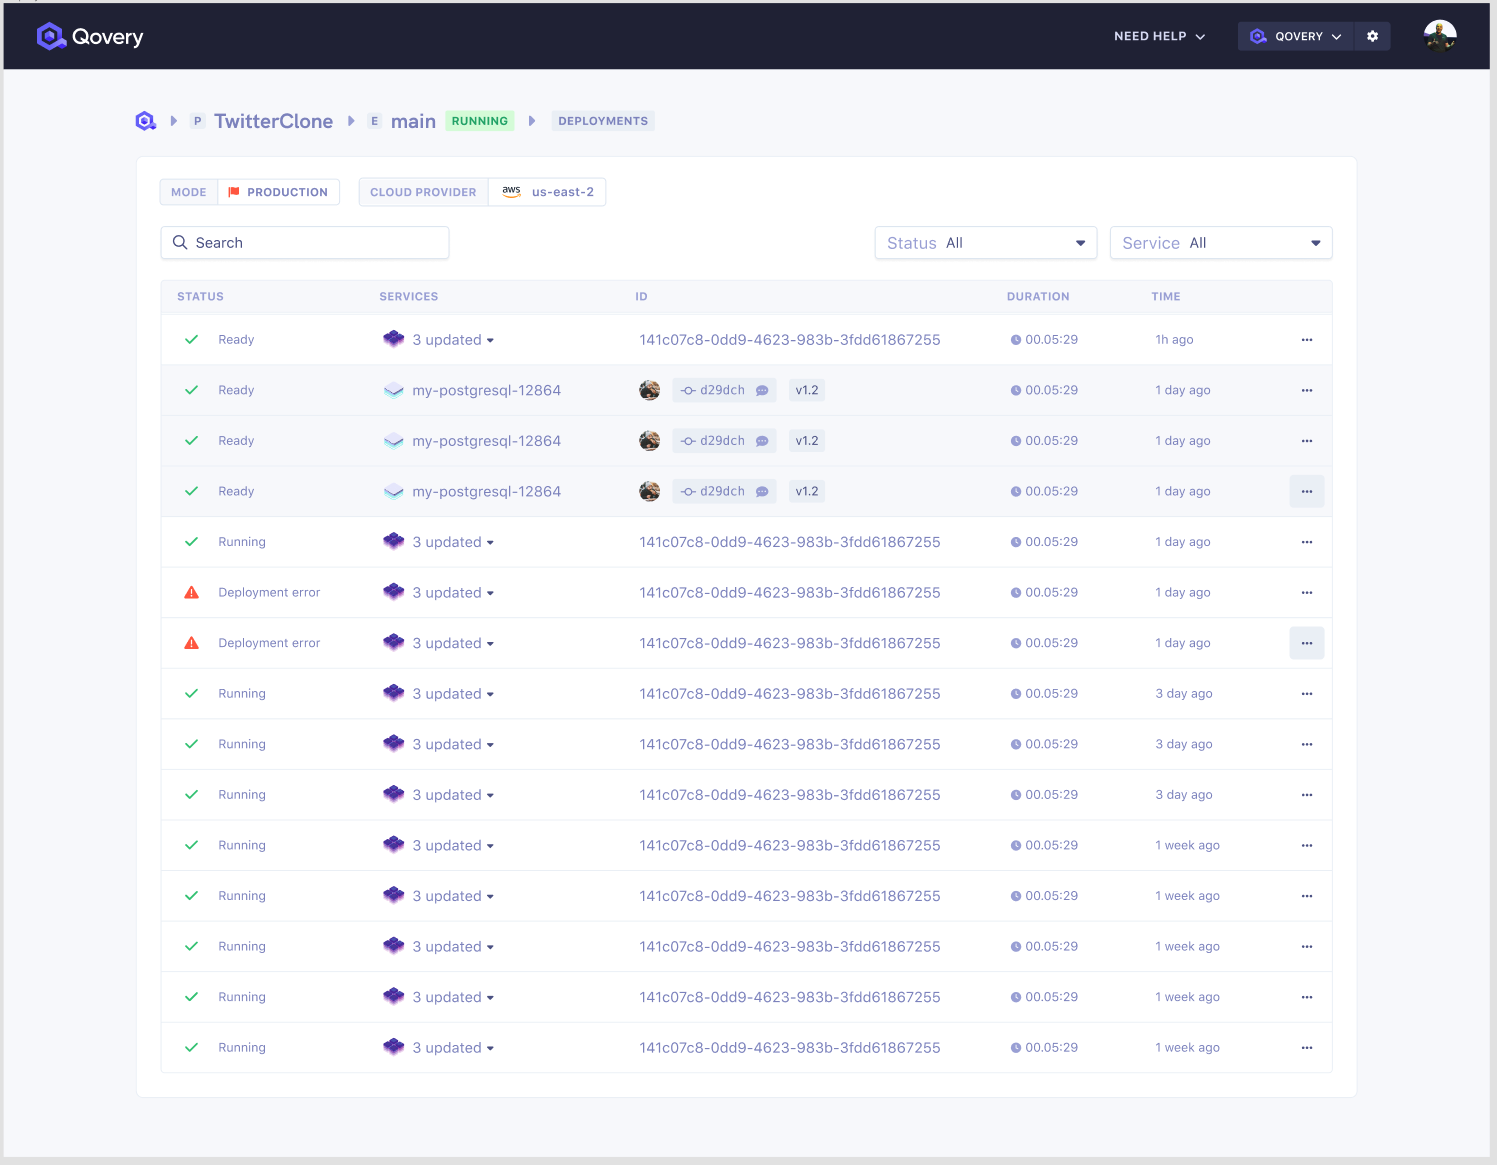 Qovery NEED HELP QOVERY
P TwitterClone E main RUNNING DEPLOYMENTS
MODE PRODUCTION CLOUD PROVIDER aws us-east-2
Search Status All Service All
STATUS SERVICES ID DURATION TIME
Ready 3 updated 141c07c8-0dd9-4623-983b-3fdd61867255 00.05:29 1h ago
Ready my-postgresql-12864 d29dch v1.2 00.05:29 1 day ago
Ready my-postgresql-12864 d29dch v1.2 00.05:29 1 day ago
Ready my-postgresql-12864 d29dch v1.2 00.05:29 1 day ago
Running 3 updated 141c07c8-0dd9-4623-983b-3fdd61867255 00.05:29 1 day ago
Deployment error 3 updated 141c07c8-0dd9-4623-983b-3fdd61867255 00.05:29 1 day ago
Deployment error 3 updated 141c07c8-0dd9-4623-983b-3fdd61867255 00.05:29 1 day ago
Running 3 updated 141c07c8-0dd9-4623-983b-3fdd61867255 00.05:29 3 day ago
Running 3 updated 141c07c8-0dd9-4623-983b-3fdd61867255 00.05:29 3 day ago
Running 3 updated 141c07c8-0dd9-4623-983b-3fdd61867255 00.05:29 3 day ago
Running 3 updated 141c07c8-0dd9-4623-983b-3fdd61867255 00.05:29 1 week ago
Running 3 updated 141c07c8-0dd9-4623-983b-3fdd61867255 00.05:29 1 week ago
Running 3 updated 141c07c8-0dd9-4623-983b-3fdd61867255 00.05:29 1 week ago
Running 3 updated 141c07c8-0dd9-4623-983b-3fdd61867255 00.05:29 1 week ago
Running 3 updated 141c07c8-0dd9-4623-983b-3fdd61867255 00.05:29 1 week ago